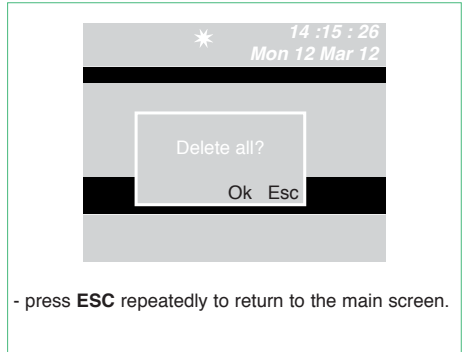 14 :15 : 26
Mon 12 Mar 12
Delete all?
Ok Esc
- press ESC repeatedly to return to the main screen.